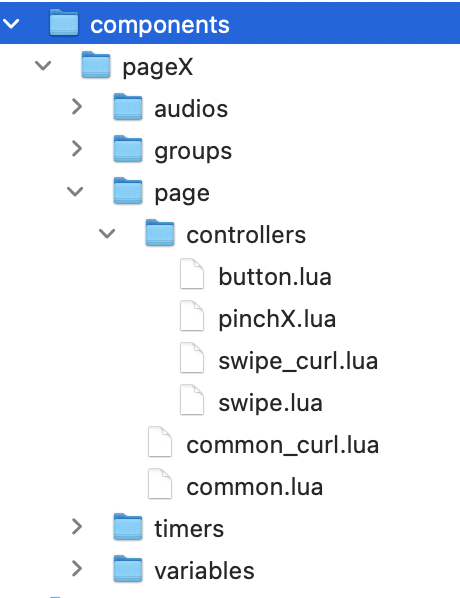 components
pageX
audios
groups
page
controllers
button.lua
pinchX.lua
swipe_curl.lua
swipe.lua
common_curl.lua
common.lua
timers
variables